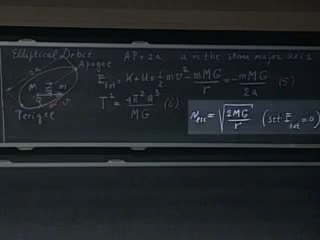 Elliptical Orbit AP = 2a a is the semi major axis
Apogee
2a
M m
Perigee
E_tot = K + U = 1/2 m v² - mMG/r = - mMG/2a (5)
T² = 4π² a³ / MG (6)
v_esc = √(2MG/r) (set E_tot = 0)